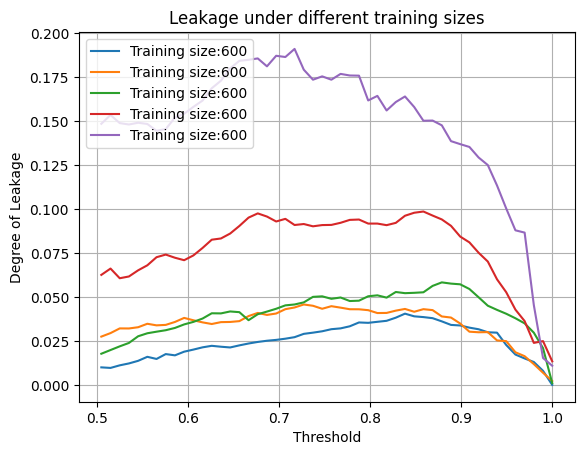 Leakage under different training sizes
Degree of Leakage
0.200
0.175
0.150
0.125
0.100
0.075
0.050
0.025
0.000
Training size:600
Training size:600
Training size:600
Training size:600
Training size:600
0.5 0.6 0.7 0.8 0.9 1.0
Threshold